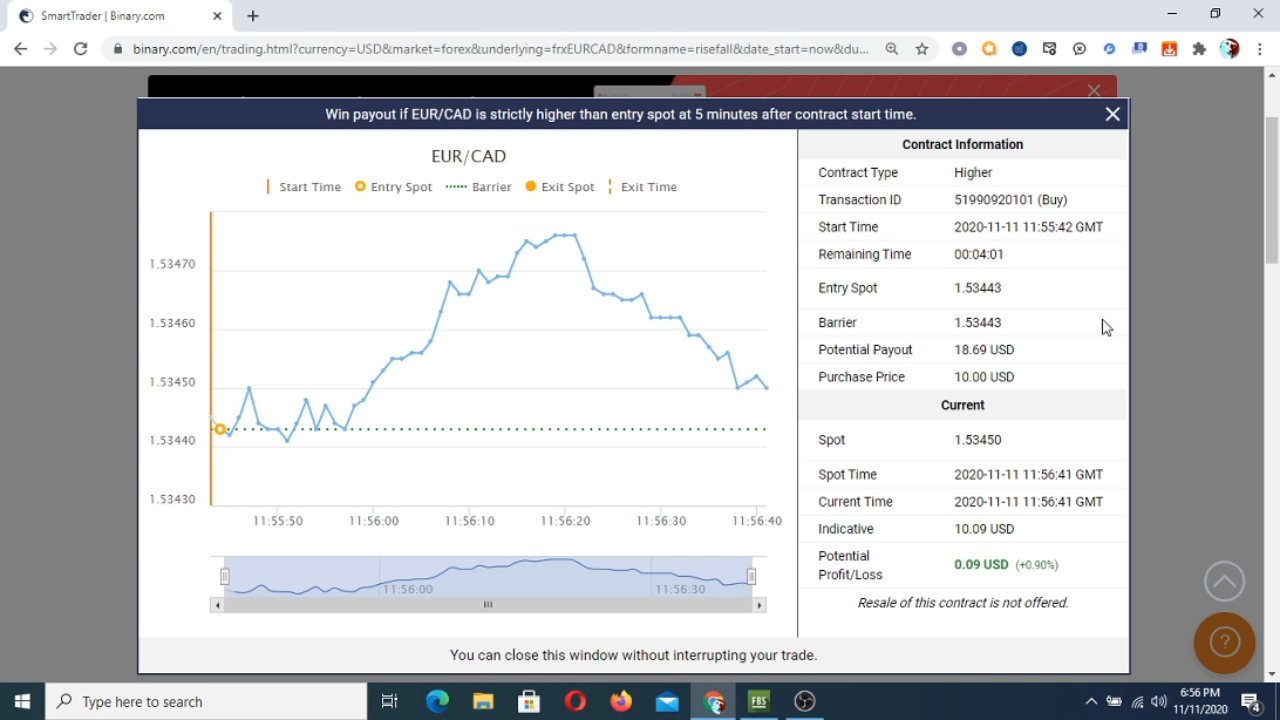 SmartTrader | Binary.com
binary.com/en/trading.html?currency=USD&market=forex&underlying=frxEURCAD&formname=risefall&date_start=now&du...
Win payout if EUR/CAD is strictly higher than entry spot at 5 minutes after contract start time.
EUR/CAD
Start Time Entry Spot Barrier Exit Spot Exit Time
1.53470
1.53460
1.53450
1.53440
1.53430
11:55:50 11:56:00 11:56:10 11:56:20 11:56:30 11:56:40
11:56:00 11:56:30
Contract Information
Contract Type Higher
Transaction ID 51990920101 (Buy)
Start Time 2020-11-11 11:55:42 GMT
Remaining Time 00:04:01
Entry Spot 1.53443
Barrier 1.53443
Potential Payout 18.69 USD
Purchase Price 10.00 USD
Current
Spot 1.53450
Spot Time 2020-11-11 11:56:41 GMT
Current Time 2020-11-11 11:56:41 GMT
Indicative 10.09 USD
Potential
Profit/Loss 0.09 USD (+0.90%)
Resale of this contract is not offered.
You can close this window without interrupting your trade.
?
Type here to search
FBS
6:56 PM
11/11/2020
4